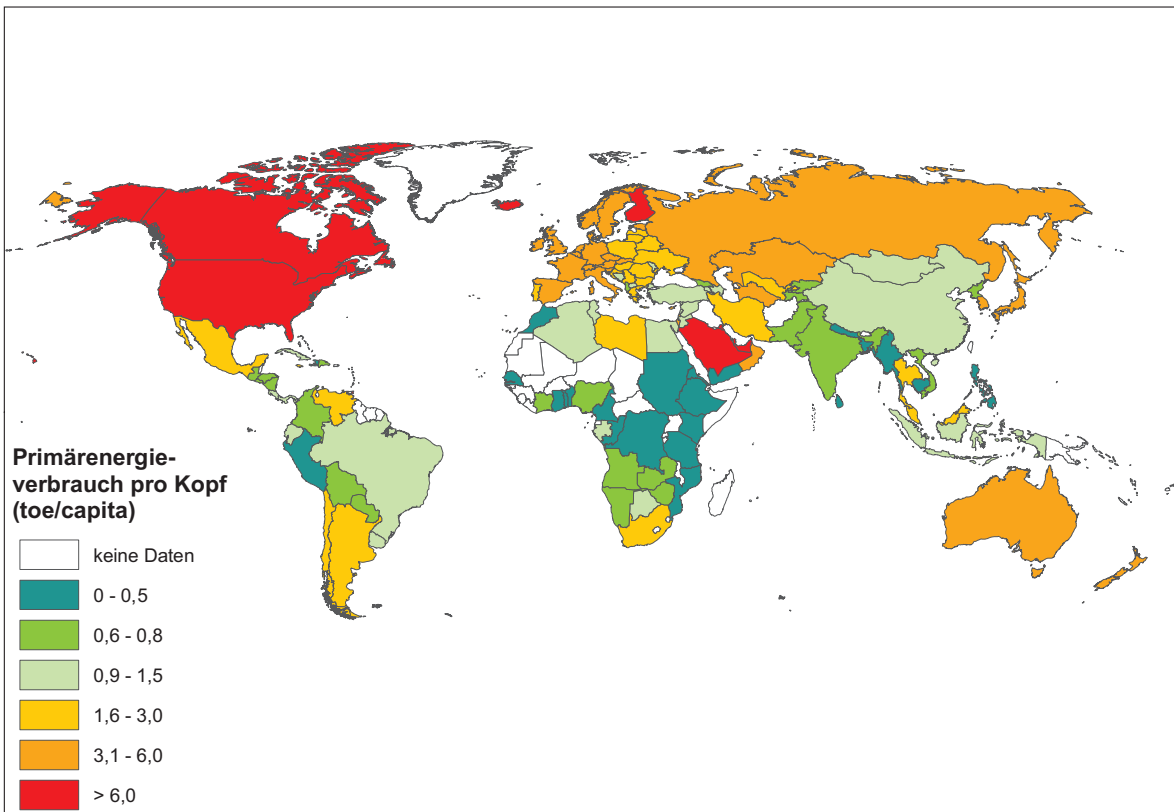 Primärenergie-
verbrauch pro Kopf
(toe/capita)
keine Daten
0 - 0,5
0,6 - 0,8
0,9 - 1,5
1,6 - 3,0
3,1 - 6,0
> 6,0